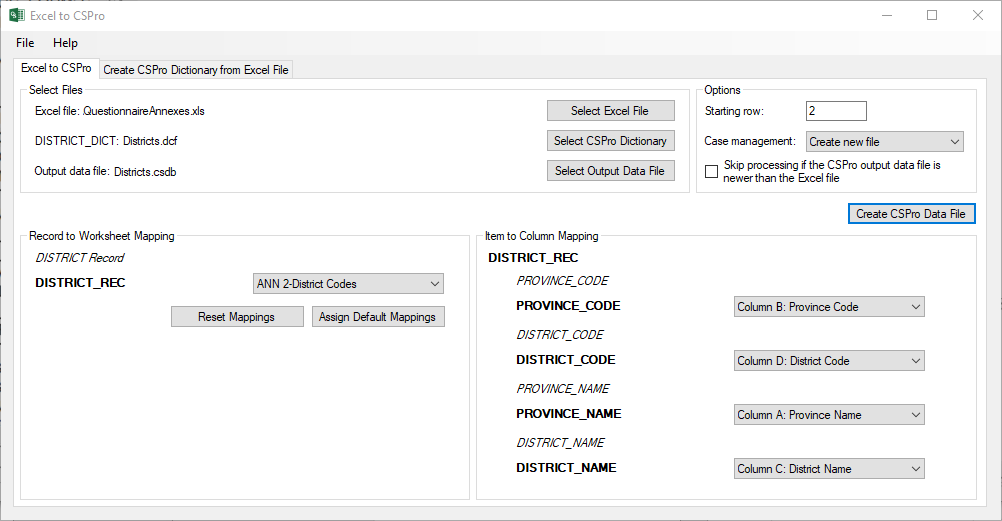 Excel to CSPro
File Help
Excel to CSPro Create CSPro Dictionary from Excel File
Select Files
Excel file: QuestionnaireAnnexes.xls Select Excel File
DISTRICT_DICT: Districts.dcf Select CSPro Dictionary
Output data file: Districts.csdb Select Output Data File
Options
Starting row: 2
Case management: Create new file
Skip processing if the CSPro output data file is
newer than the Excel file
Create CSPro Data File
Record to Worksheet Mapping
DISTRICT Record
DISTRICT_REC ANN 2-District Codes
Reset Mappings Assign Default Mappings
Item to Column Mapping
DISTRICT_REC
PROVINCE_CODE
PROVINCE_CODE Column B: Province Code
DISTRICT_CODE
DISTRICT_CODE Column D: District Code
PROVINCE_NAME
PROVINCE_NAME Column A: Province Name
DISTRICT_NAME
DISTRICT_NAME Column C: District Name